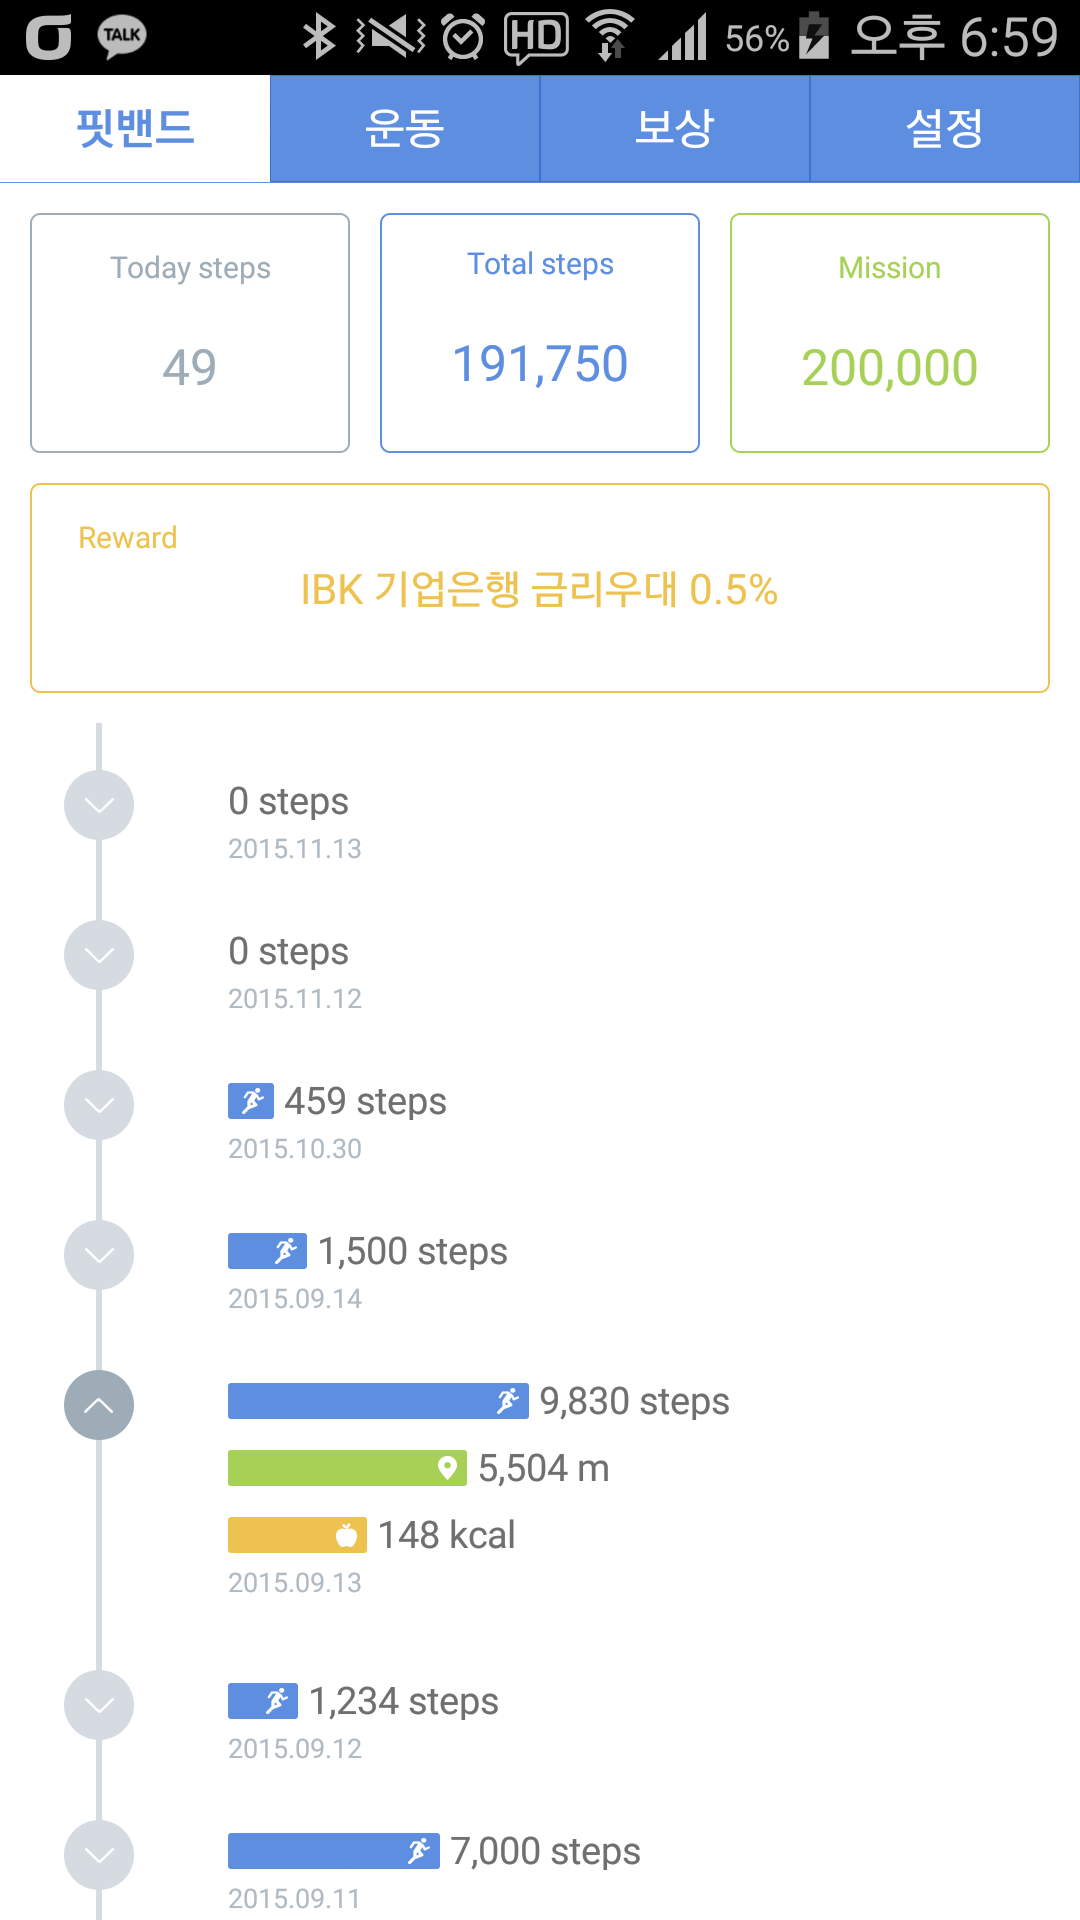 TALK HD 56% 오후 6:59
핏밴드 운동 보상 설정
Today steps
49
Total steps
191,750
Mission
200,000
Reward
IBK 기업은행 금리우대 0.5%
0 steps
2015.11.13
0 steps
2015.11.12
459 steps
2015.10.30
1,500 steps
2015.09.14
9,830 steps
5,504 m
148 kcal
2015.09.13
1,234 steps
2015.09.12
7,000 steps
2015.09.11